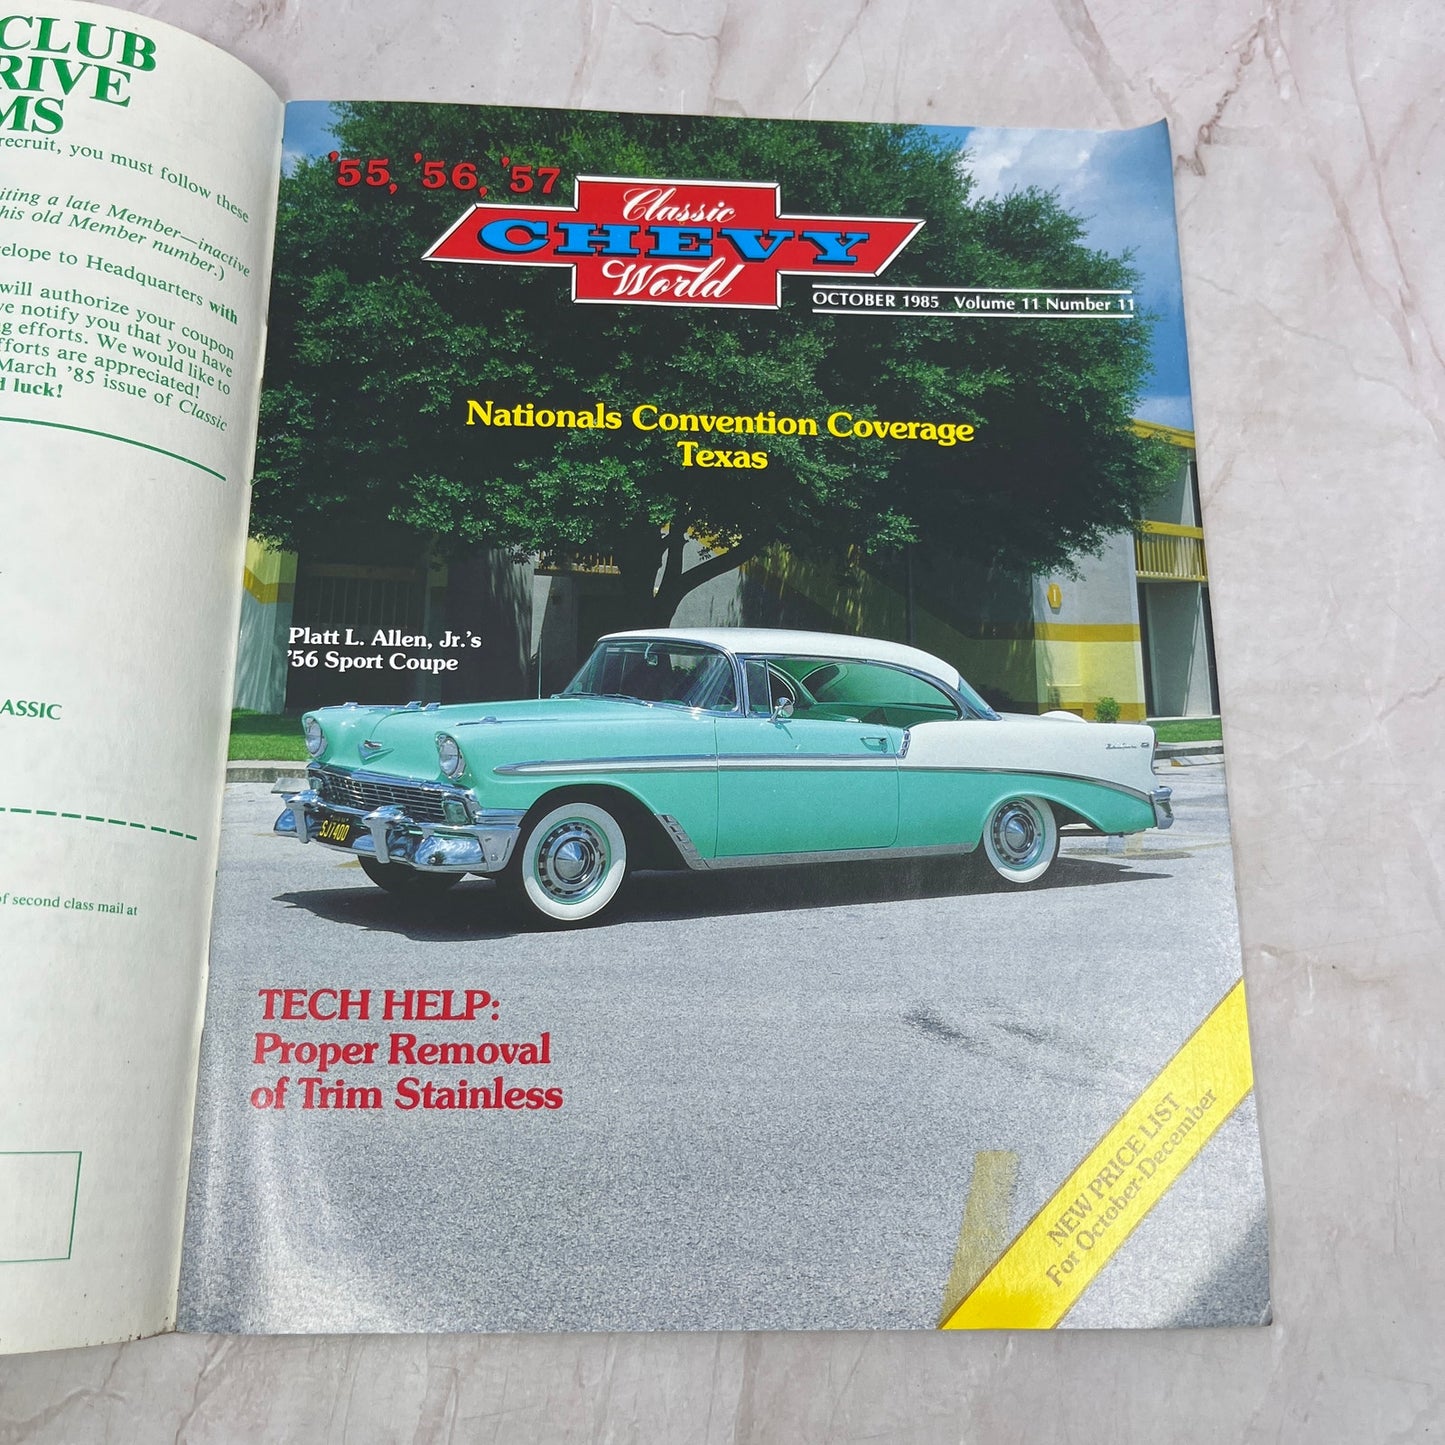 CLUB
RIVE
MS
recruit, you must follow these
iting a late Member—inactive
his old Member number.)
velope to Headquarters with
will authorize your coupon
ve notify you that you have
g efforts. We would like to
fforts are appreciated!
March '85 issue of Classic
d luck!
ASSIC
of second class mail at
'55, '56, '57
Classic
CHEVY
World
OCTOBER 1985 Volume 11 Number 11
Nationals Convention Coverage
Texas
Platt L. Allen, Jr.'s
'56 Sport Coupe
SJ7400
TECH HELP:
Proper Removal
of Trim Stainless
NEW PRICE LIST
For October-December